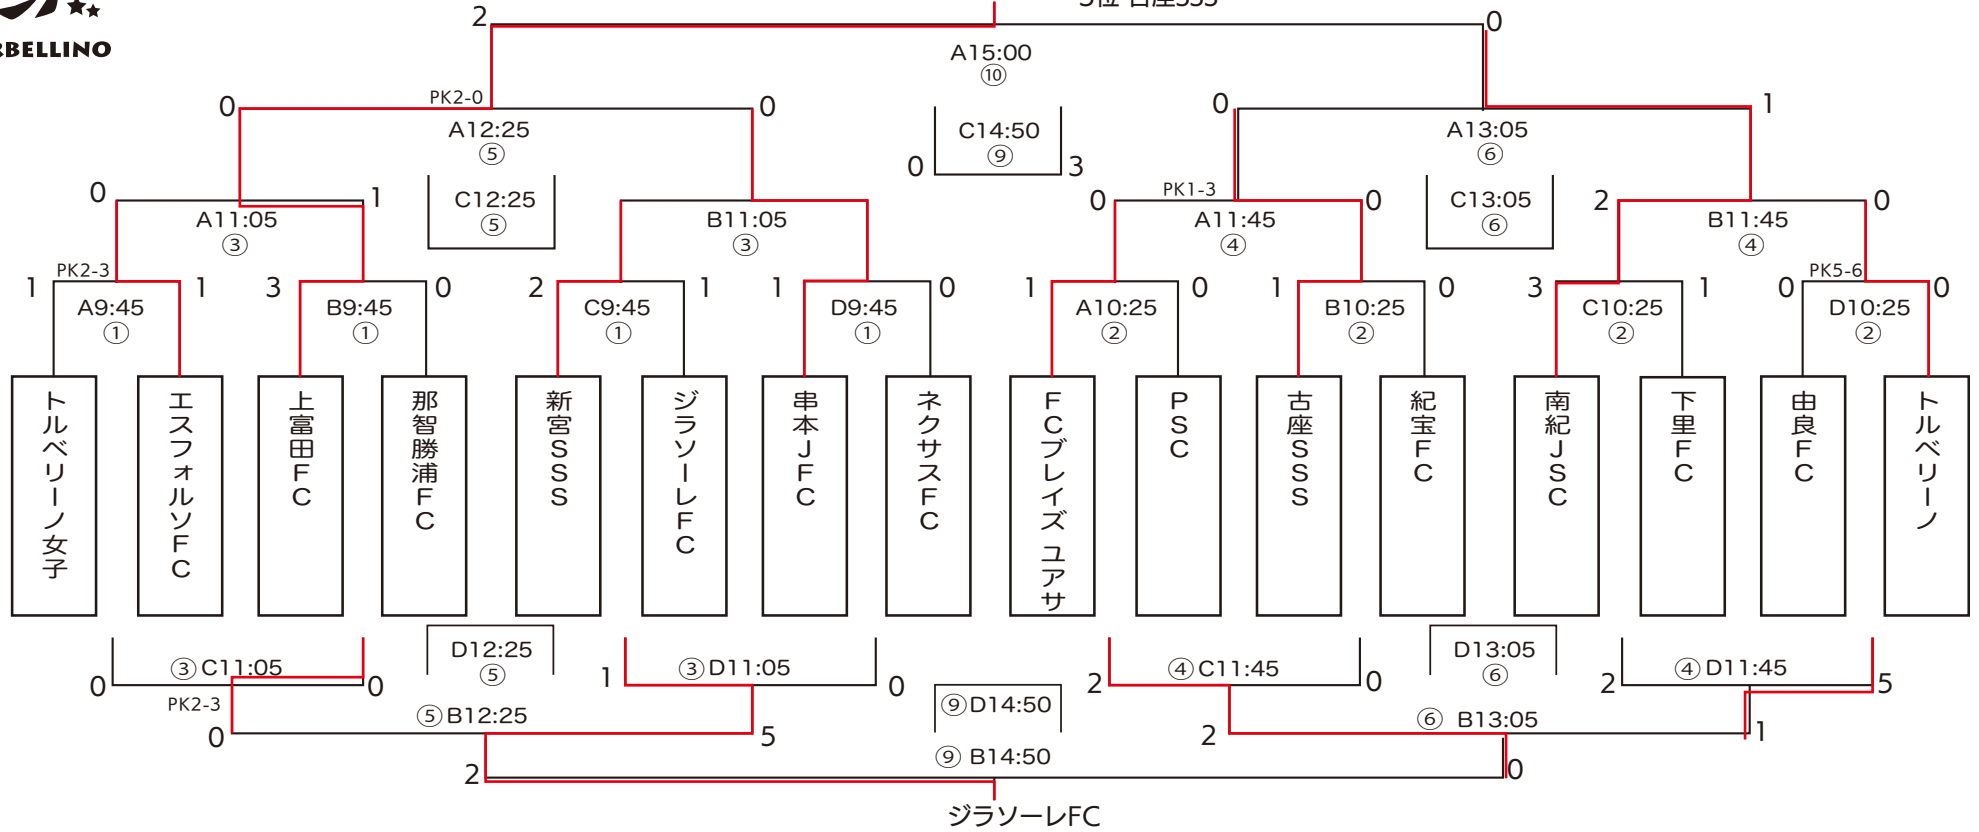 BELLINO
2
0
A15:00
⑩
0
PK2-0
0
A12:25
⑤
C14:50
⑨
0
3
0
1
A13:05
⑥
0
1
A11:05
③
C12:25
⑤
B11:05
③
0
PK1-3
0
A11:45
④
C13:05
⑥
2
0
B11:45
④
1
PK2-3
1
A9:45
①
3
0
B9:45
①
2
1
C9:45
①
1
0
D9:45
①
1
0
A10:25
②
1
0
B10:25
②
3
1
C10:25
②
0
PK5-6
0
D10:25
②
トルベリーノ女子
エスフォルソFC
上富田FC
那智勝浦FC
新宮SSS
ジラソーレFC
串本JFC
ネクサスFC
FCブレイズ ユアサ
PSC
古座SSS
紀宝FC
南紀JSC
下里FC
由良FC
トルベリーノ
0
③C11:05
0
PK2-3
D12:25
⑤
1
③D11:05
0
2
④C11:45
0
D13:05
⑥
2
④D11:45
5
0
⑤B12:25
5
⑨D14:50
2
⑥ B13:05
1
2
⑨ B14:50
0
ジラソーレFC